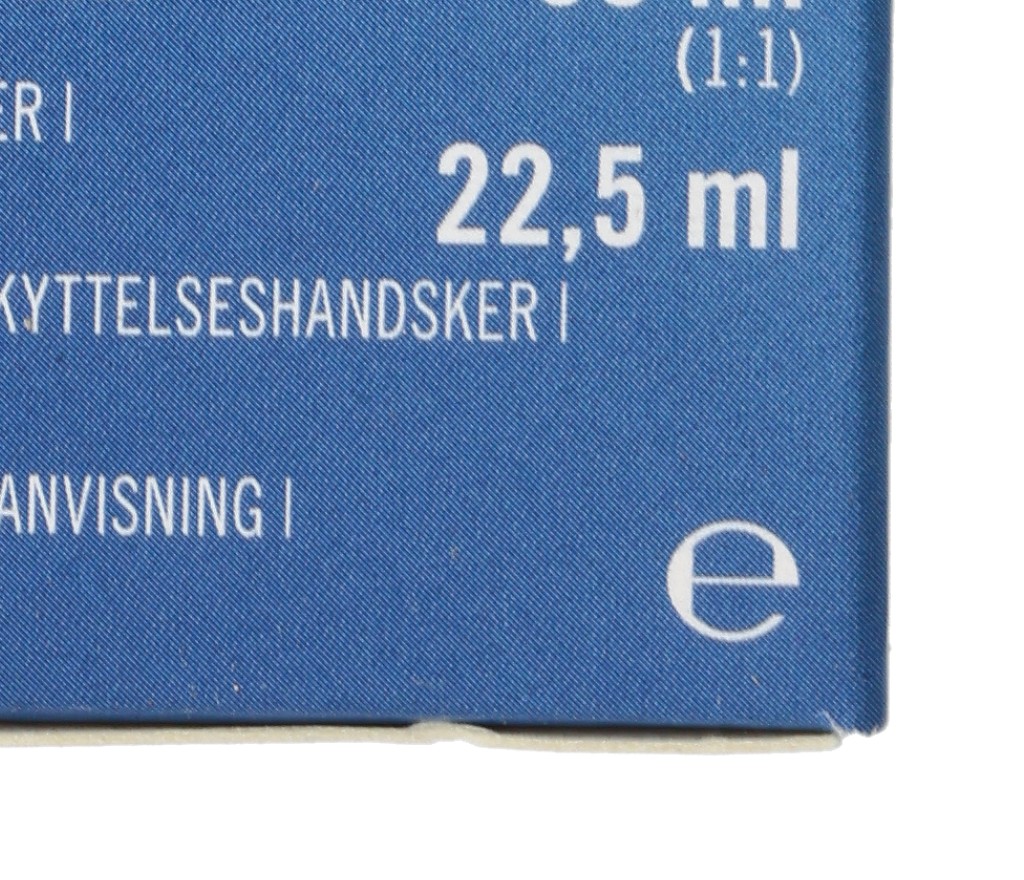 (1:1)
ER |
22,5 ml
KYTTELSESHANDSKER |
ANVISNING |
e